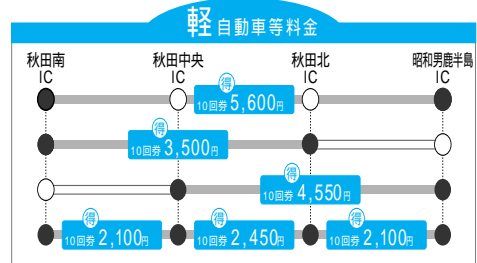 軽自動車等料金
秋田南 秋田中央 秋田北 昭和男鹿半島
IC IC IC IC
得
10回券5,600円
得
10回券3,500円
得
10回券4,550円
得 得 得
10回券2,100円 10回券2,450円 10回券2,100円